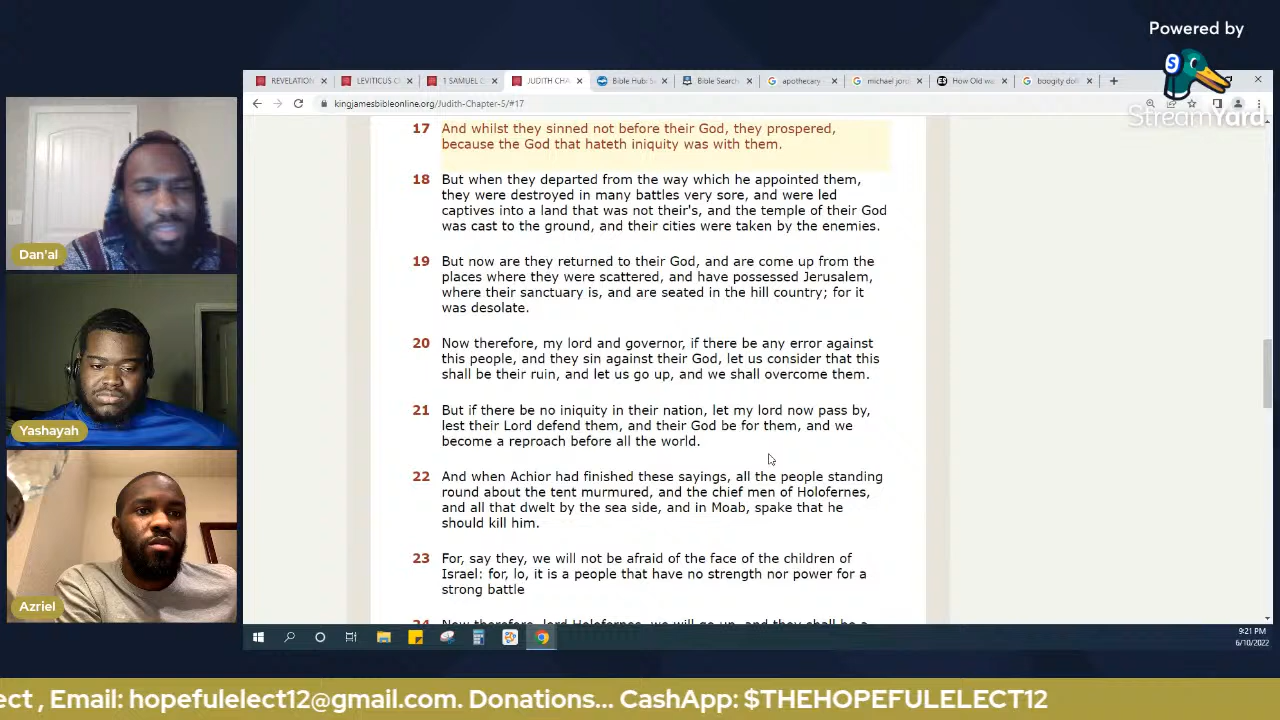 Powered by
StreamYard
REVELATION
LEVITICUS C
1 SAMUEL C
JUDITH CHA
Bible Hub: S
Bible Search
apothecary
michael jord
How Old wa
boogity do
kingjamesbibleonline.org/Judith-Chapter-5/#17
17 And whilst they sinned not before their God, they prospered,
because the God that hateth iniquity was with them.
18 But when they departed from the way which he appointed them,
they were destroyed in many battles very sore, and were led
captives into a land that was not their's, and the temple of their God
was cast to the ground, and their cities were taken by the enemies.
19 But now are they returned to their God, and are come up from the
places where they were scattered, and have possessed Jerusalem,
where their sanctuary is, and are seated in the hill country; for it
was desolate.
20 Now therefore, my lord and governor, if there be any error against
this people, and they sin against their God, let us consider that this
shall be their ruin, and let us go up, and we shall overcome them.
21 But if there be no iniquity in their nation, let my lord now pass by,
lest their Lord defend them, and their God be for them, and we
become a reproach before all the world.
22 And when Achior had finished these sayings, all the people standing
round about the tent murmured, and the chief men of Holofernes,
and all that dwelt by the sea side, and in Moab, spake that he
should kill him.
23 For, say they, we will not be afraid of the face of the children of
Israel: for, lo, it is a people that have no strength nor power for a
strong battle
24 Now therefore, lord Holofernes, we will go up, and they shall be a
Dan'al
Yashayah
Azriel
9:21 PM
6/10/2022
ect , Email: hopefulelect12@gmail.com. Donations... CashApp: $THEHOPEFULELECT12